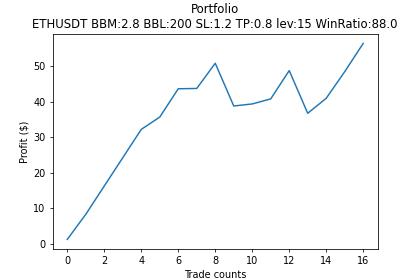 Portfolio
ETHUSDT BBM:2.8 BBL:200 SL:1.2 TP:0.8 lev:15 WinRatio:88.0
50
40
30
20
10
0
Profit ($)
0 2 4 6 8 10 12 14 16
Trade counts